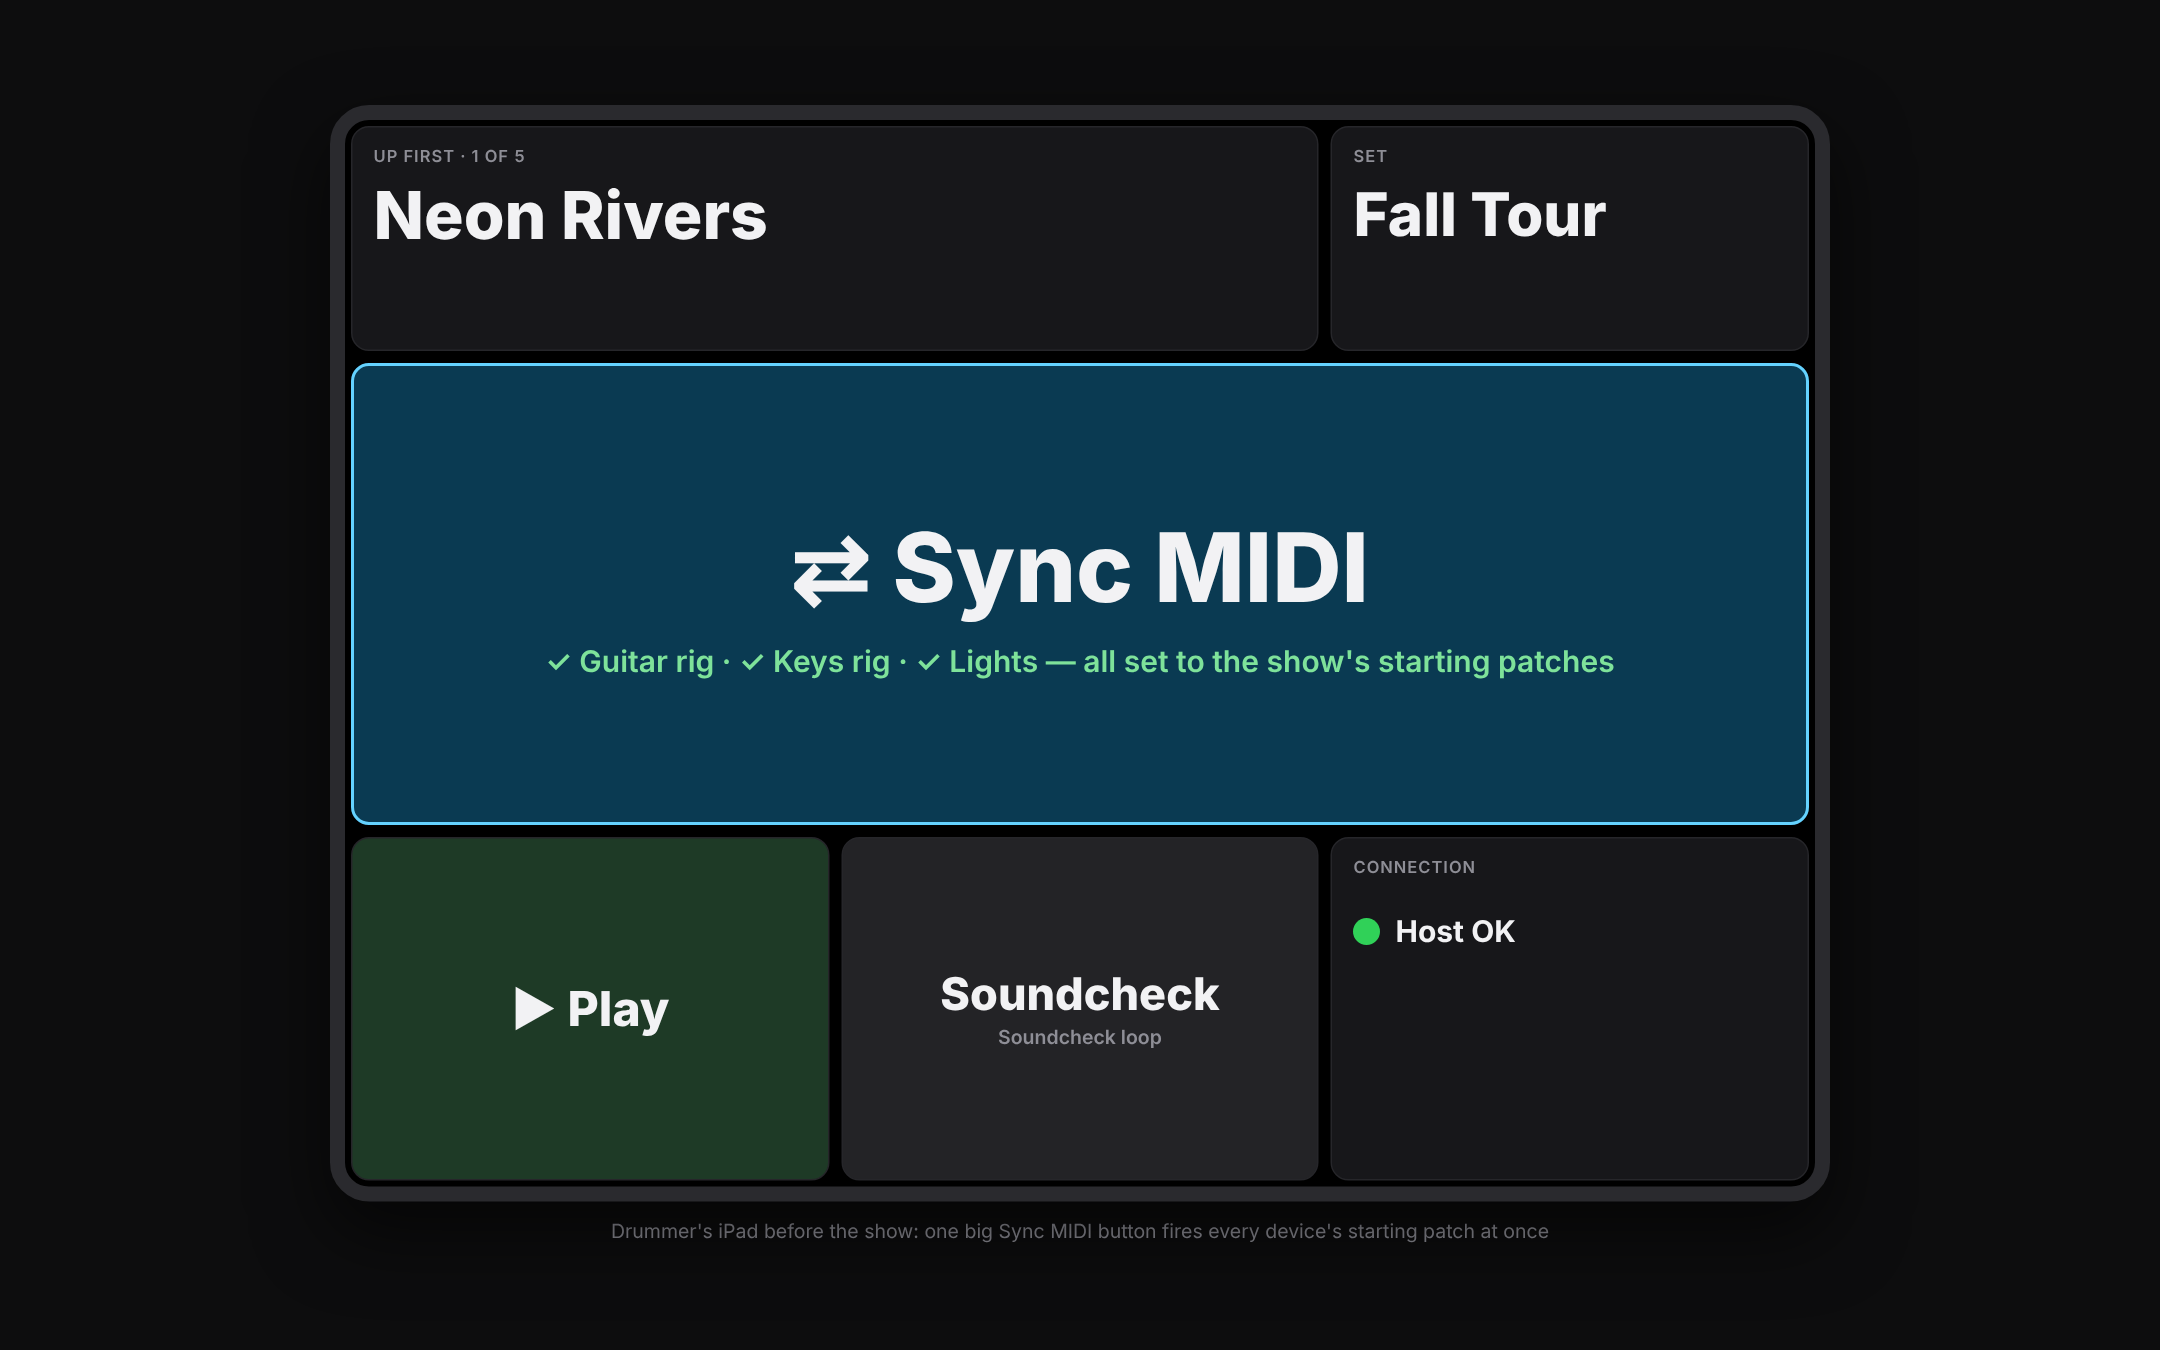 UP FIRST · 1 OF 5
Neon Rivers
SET
Fall Tour
⇄ Sync MIDI
✓ Guitar rig · ✓ Keys rig · ✓ Lights — all set to the show's starting patches
▶ Play
Soundcheck
Soundcheck loop
CONNECTION
Host OK
Drummer's iPad before the show: one big Sync MIDI button fires every device's starting patch at once